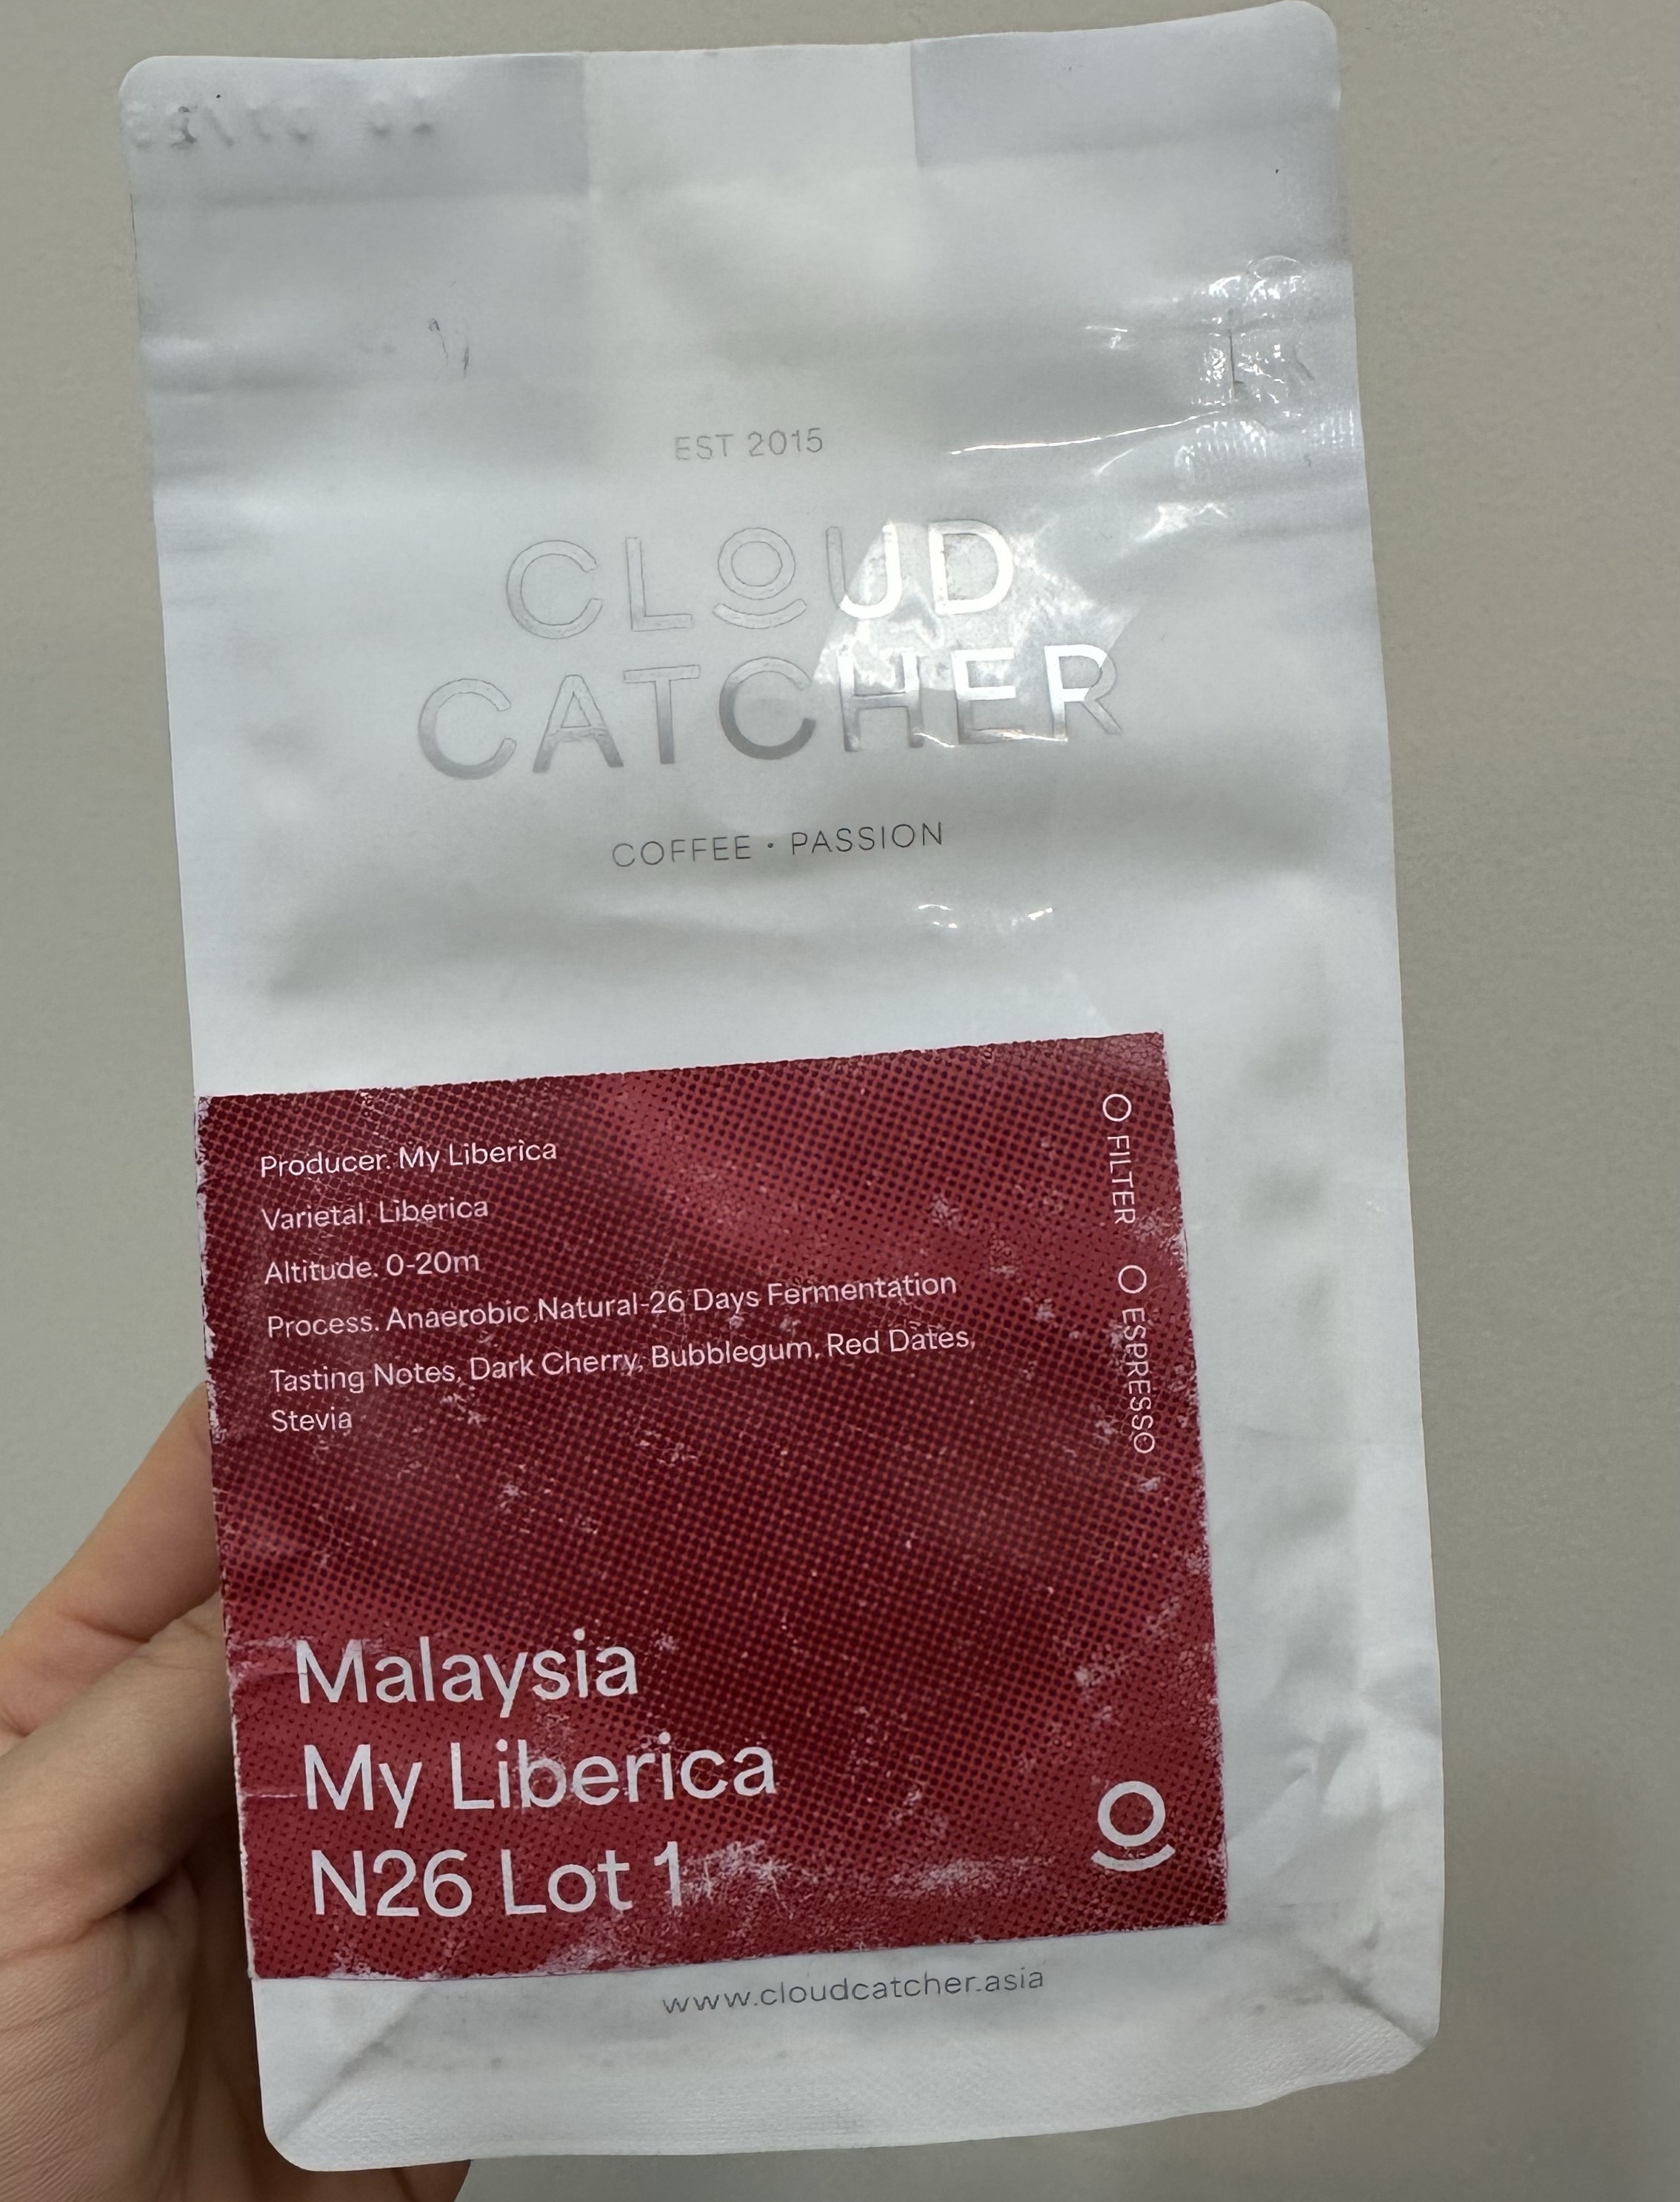 EST 2015
CLOUD
CATCHER
COFFEE • PASSION
Producer. My Liberica
Varietal. Liberica
Altitude. 0-20m
Process. Anaerobic Natural-26 Days Fermentation
Tasting Notes, Dark Cherry, Bubblegum, Red Dates,
Stevia
FILTER
ESPRESSO
Malaysia
My Liberica
N26 Lot 1
www.cloudcatcher.asia